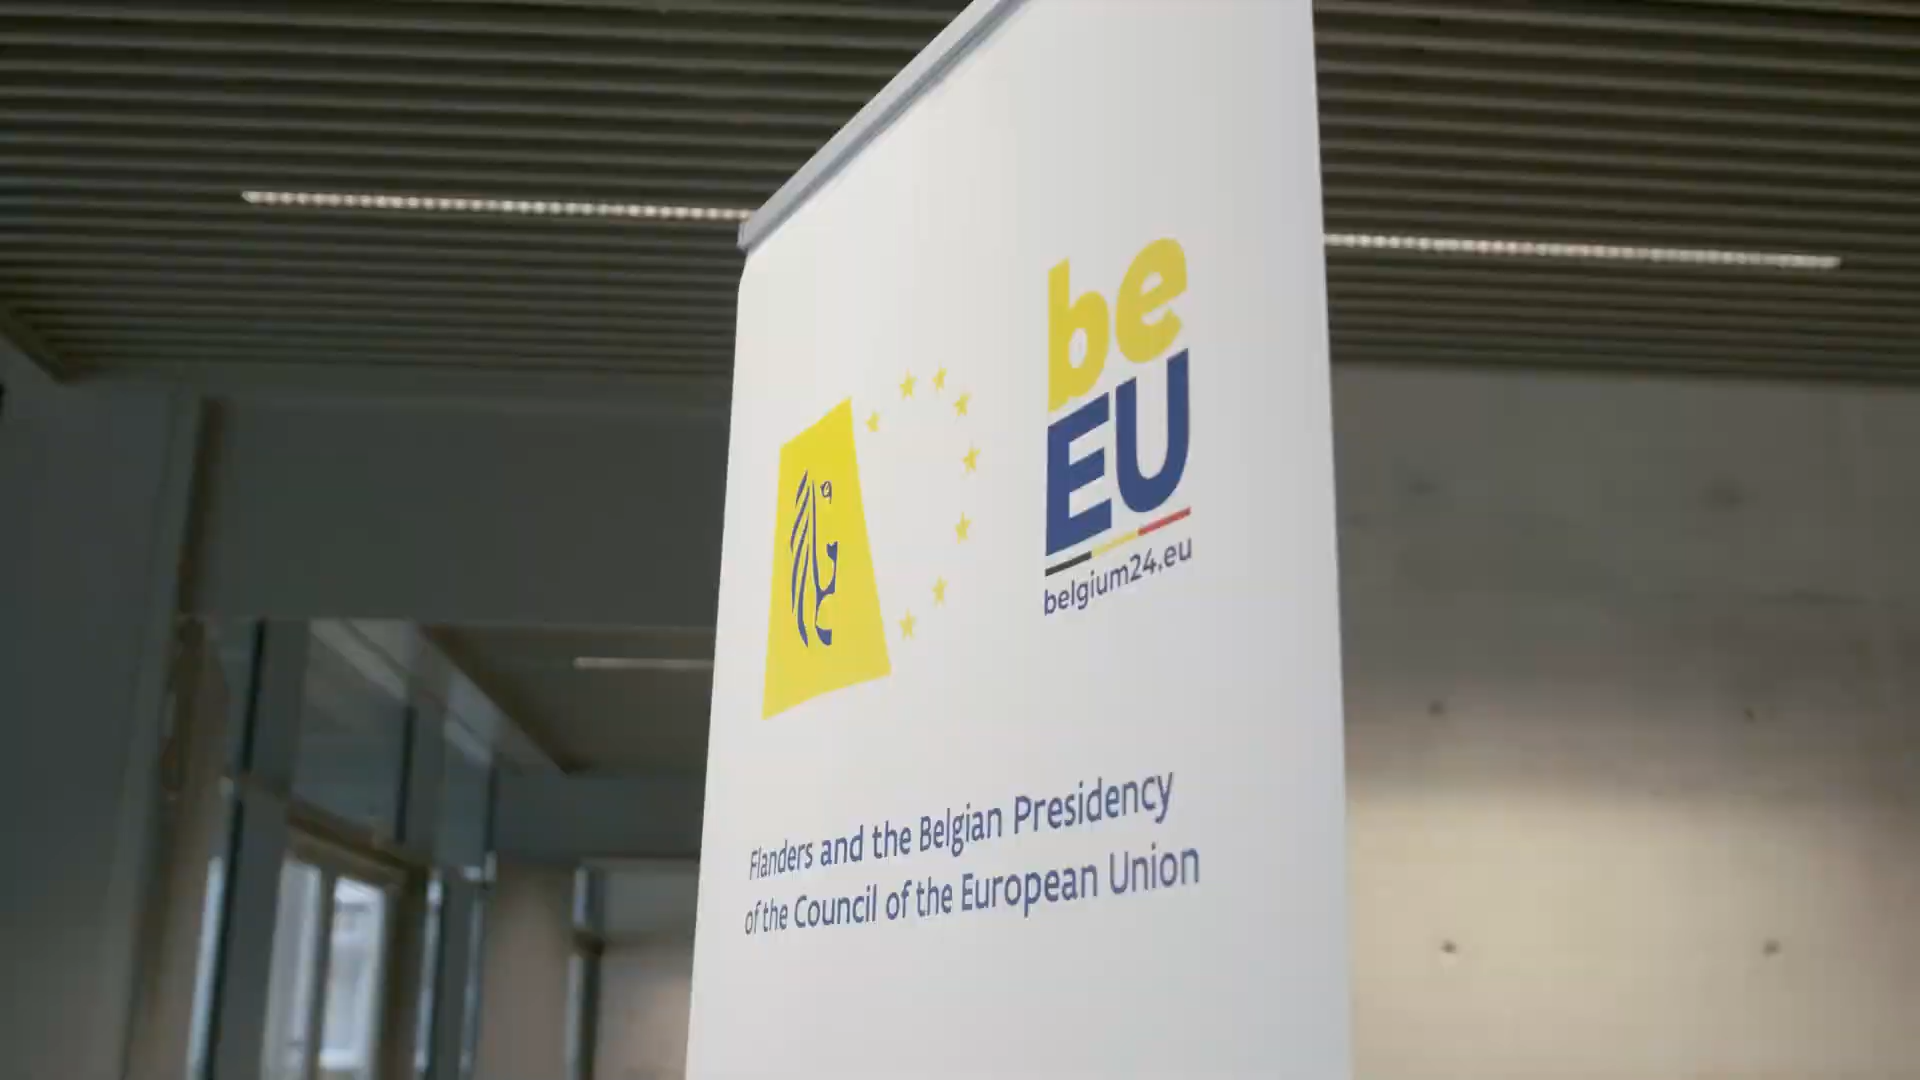 be
EU
belgium24.eu
Flanders and the Belgian Presidency
of the Council of the European Union